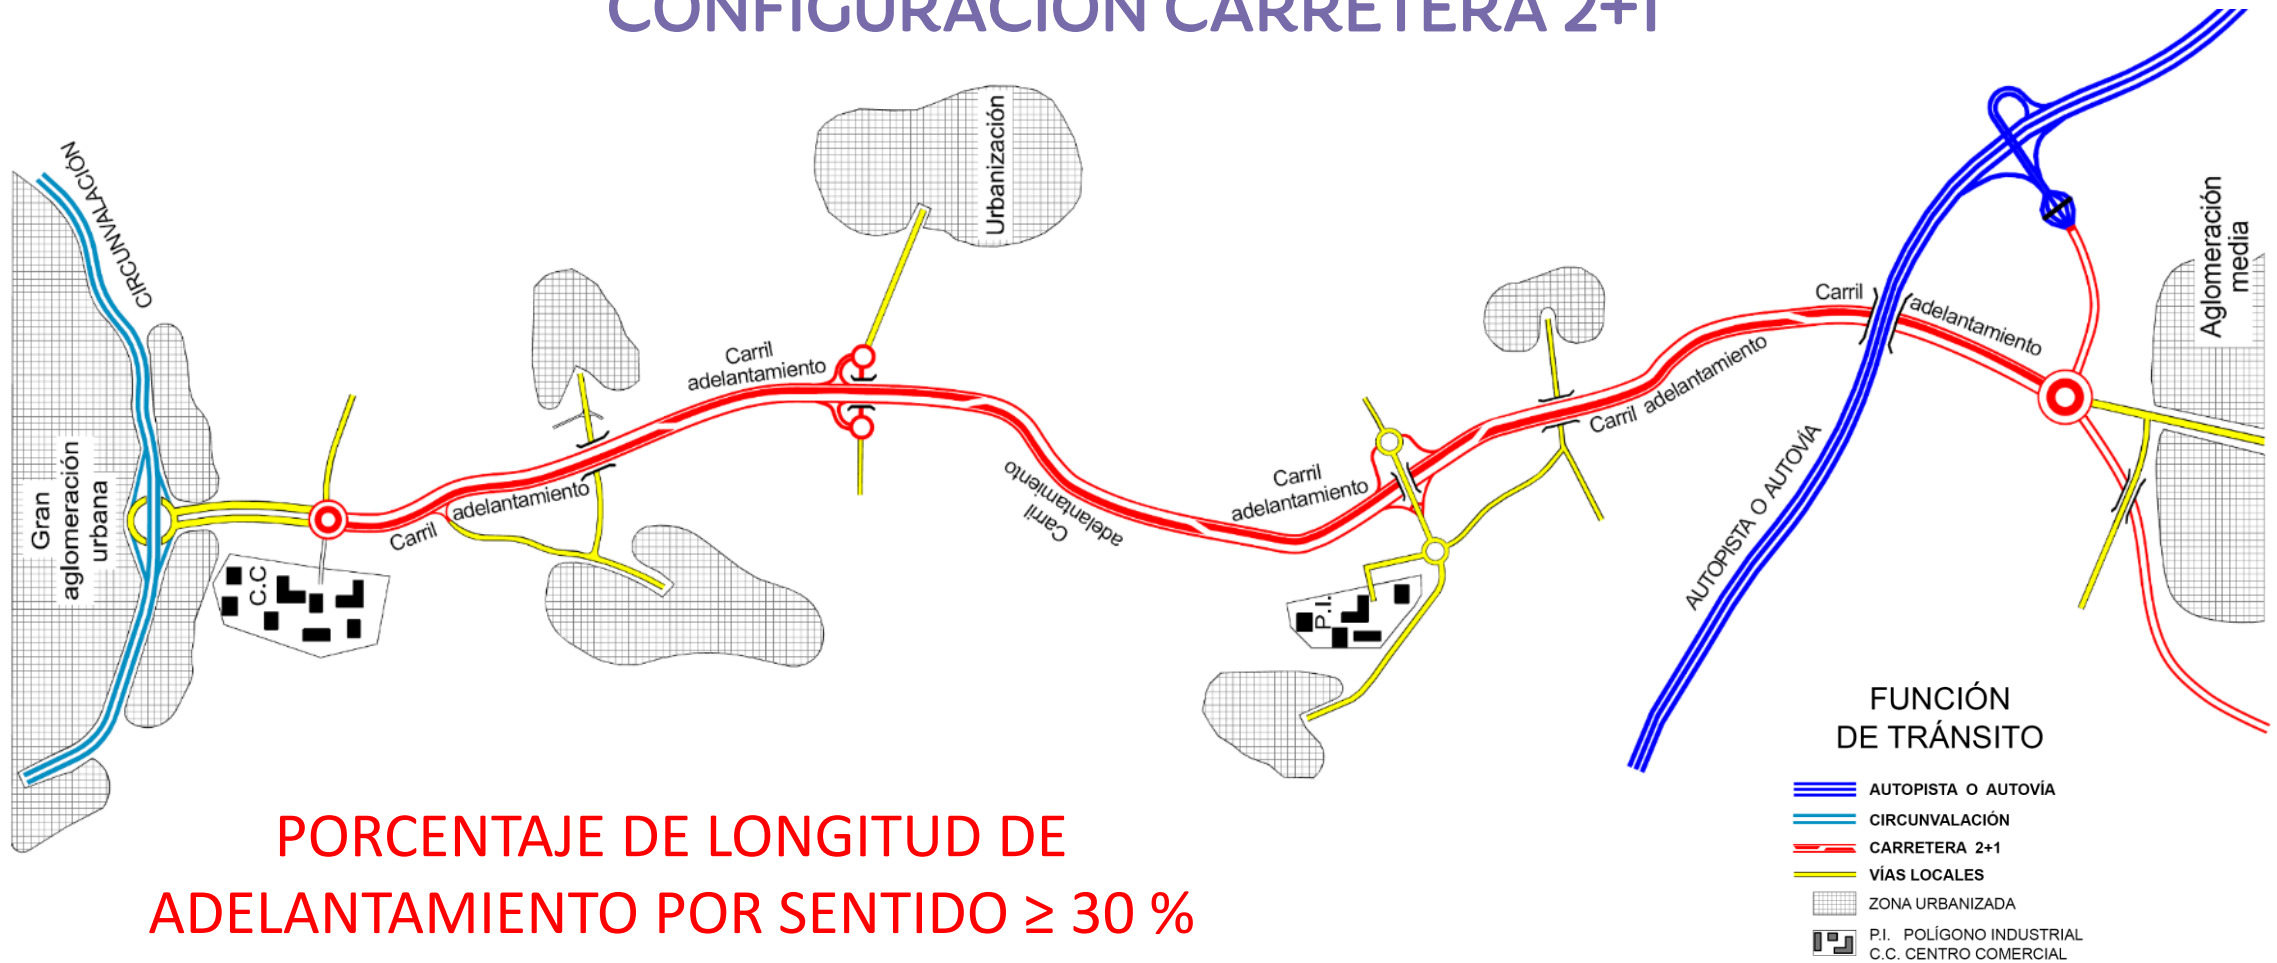 CONFIGURACIÓN CARRETERA 2+1
CIRCUNVALACIÓN
Urbanización
Aglomeración
media
Carril
adelantamiento
Carril
adelantamiento
Carril
adelantamiento
Carril
adelantamiento
Carril
adelantamiento
Carril adelantamiento
Gran
aglomeración
urbana
C.C
P.I.
AUTOPISTA O AUTOVÍA
FUNCIÓN
DE TRÁNSITO
AUTOPISTA O AUTOVÍA
CIRCUNVALACIÓN
CARRETERA 2+1
VÍAS LOCALES
ZONA URBANIZADA
P.I. POLÍGONO INDUSTRIAL
C.C. CENTRO COMERCIAL
PORCENTAJE DE LONGITUD DE
ADELANTAMIENTO POR SENTIDO ≥ 30 %